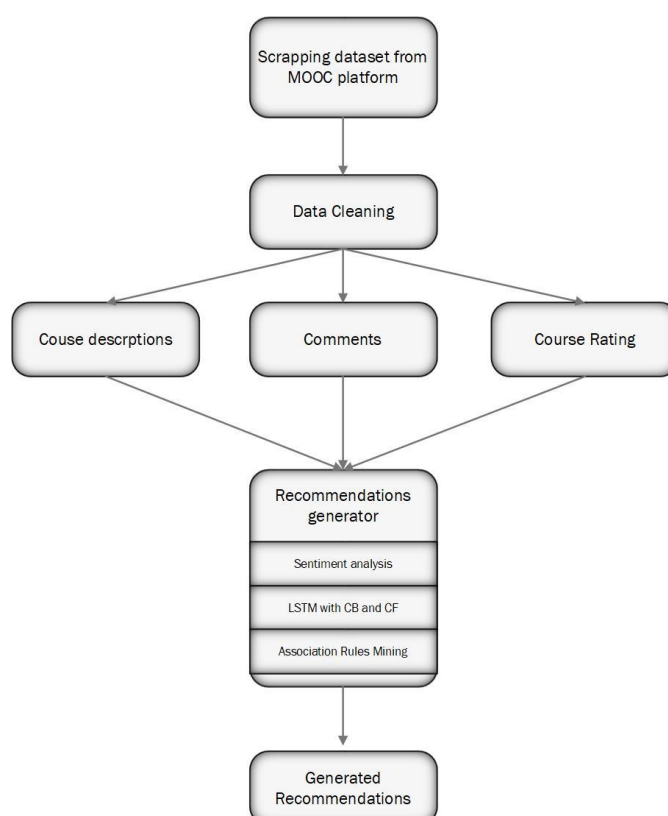 Scrapping dataset from
MOOC platform
Data Cleaning
Couse descrptions
Comments
Course Rating
Recommendations
generator
Sentiment analysis
LSTM with CB and CF
Association Rules Mining
Generated
Recommendations